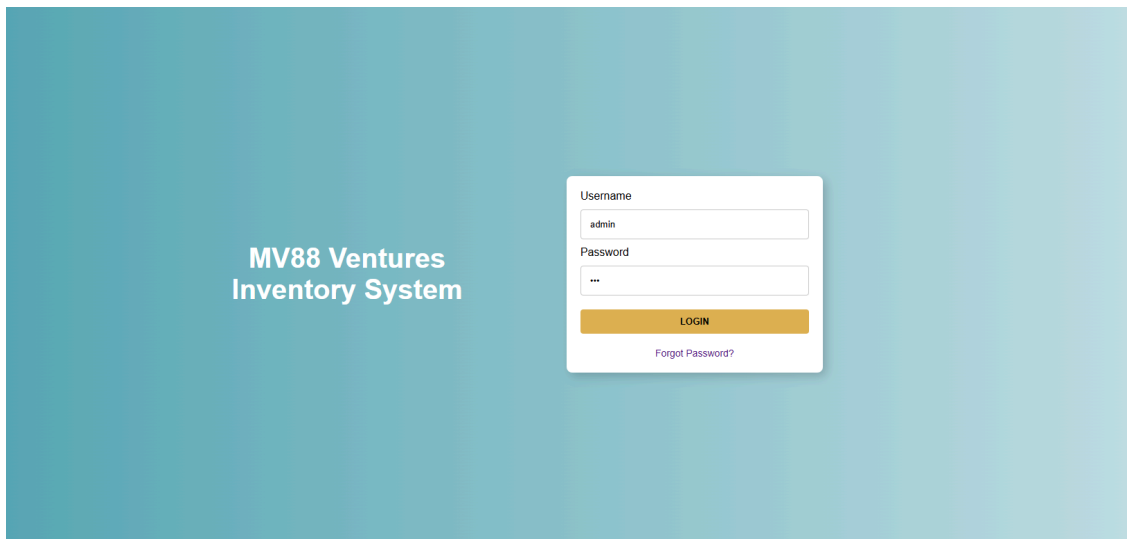 MV88 Ventures
Inventory System
Username
admin
Password
•••
LOGIN
Forgot Password?